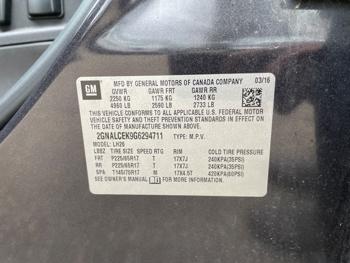 GM
MFD BY GENERAL MOTORS OF CANADA COMPANY 03/16
GVWR GAWR FRT GAWR RR
2250 KG 1175 KG 1240 KG
4960 LB 2590 LB 2733 LB
THIS VEHICLE CONFORMS TO ALL APPLICABLE U.S. FEDERAL MOTOR
VEHICLE SAFETY AND THEFT PREVENTION STANDARDS IN EFFECT ON
THE DATE OF MANUFACTURE SHOWN ABOVE.
2GNALCEK9G6294711 TYPE: M.P.V.
MODEL: LH26
LBBZ TIRE SIZE SPEED RTG RIM COLD TIRE PRESSURE
FRT P225/65R17 T 17X7J 240KPA(35PSI)
RR P225/65R17 T 17X7J 240KPA(35PSI)
SPA T145/70R17 M 17X4.5T 420KPA(60PSI)
SEE OWNER'S MANUAL FOR MORE INFORMATION.